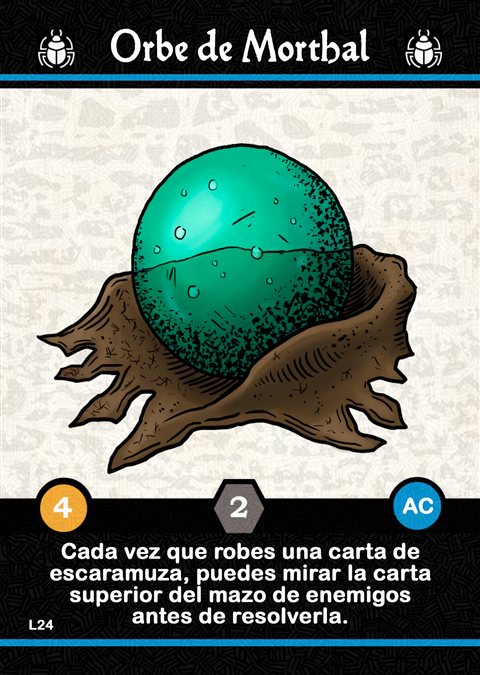 Orbe de Morthal
4
2
AC
Cada vez que robes una carta de
escaramuza, puedes mirar la carta
superior del mazo de enemigos
antes de resolverla.
L24